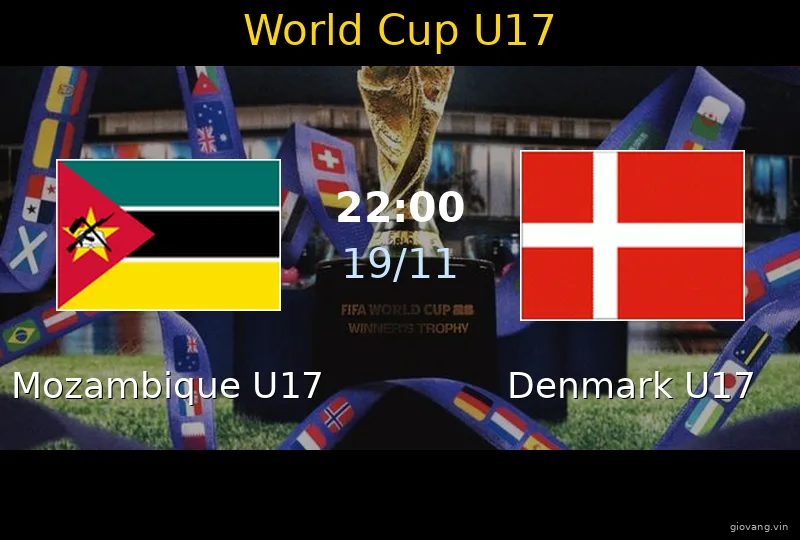 World Cup U17
22:00
19/11
FIFA WORLD CUP
WINNER'S TROPHY
Mozambique U17
Denmark U17
giovang.vin